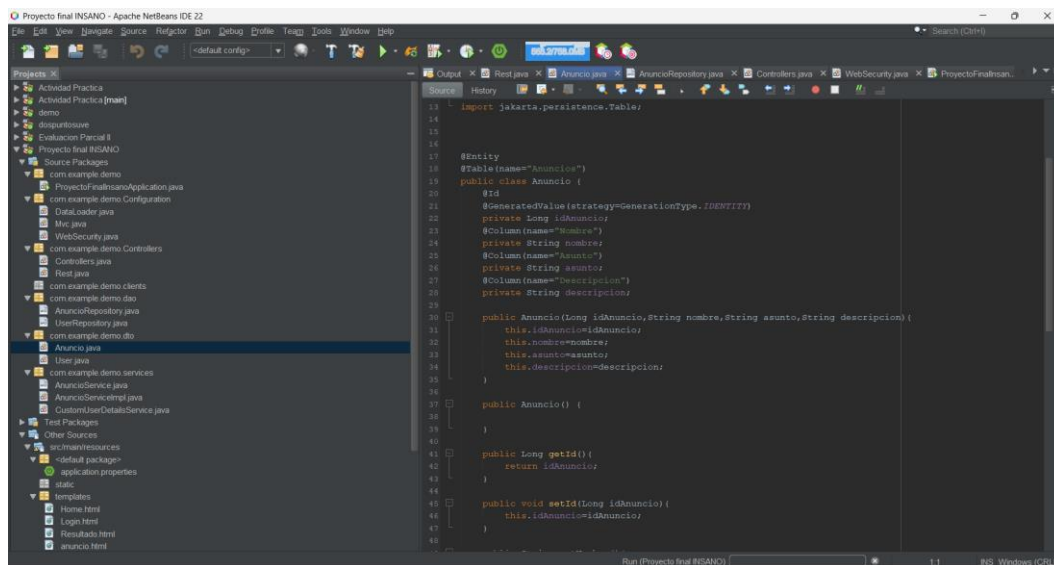 Proyecto final INSANO - Apache NetBeans IDE 22
File Edit View Navigate Source Refactor Run Debug Profile Team Tools Window Help
Search (Ctrl+I)
<default config>
Projects
Output Rest.java Anuncio.java AnuncioRepository.java Controllers.java WebSecurity.java ProyectoFinalInsan...
Source History
Actividad Practica
Actividad Practica [main]
demo
dospuntosuve
Evaluacion Parcial II
Proyecto final INSANO
Source Packages
com.example.demo
ProyectoFinalInsanoApplication.java
com.example.demo.Configuration
DataLoader.java
Mvc.java
WebSecurity.java
com.example.demo.Controllers
Controllers.java
Rest.java
com.example.demo.clients
com.example.demo.dao
AnuncioRepository.java
UserRepository.java
com.example.demo.dto
Anuncio.java
User.java
com.example.demo.services
AnuncioService.java
AnuncioServiceImpl.java
CustomUserDetailsService.java
Test Packages
Other Sources
src/main/resources
<default package>
application.properties
static
templates
Home.html
Login.html
Resultado.html
anuncio.html
13 import jakarta.persistence.Table;
14
15
16
17 @Entity
18 @Table(name="Anuncios")
19 public class Anuncio {
20 @Id
21 @GeneratedValue(strategy=GenerationType.IDENTITY)
22 private Long idAnuncio;
23 @Column(name="Nombre")
24 private String nombre;
25 @Column(name="Asunto")
26 private String asunto;
27 @Column(name="Descripcion")
28 private String descripcion;
29
30 public Anuncio(Long idAnuncio,String nombre,String asunto,String descripcion){
31 this.idAnuncio=idAnuncio;
32 this.nombre=nombre;
33 this.asunto=asunto;
34 this.descripcion=descripcion;
35 }
36
37 public Anuncio() {
38
39 }
40
41 public Long getId(){
42 return idAnuncio;
43 }
44
45 public void setId(Long idAnuncio){
46 this.idAnuncio=idAnuncio;
47 }
48
Run (Proyecto final INSANO)
1:1
INS Windows (CRL